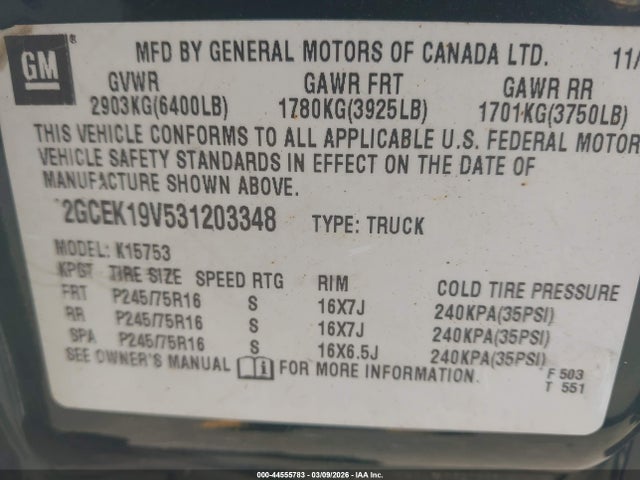 GM
MFD BY GENERAL MOTORS OF CANADA LTD. 11/
GVWR GAWR FRT GAWR RR
2903KG(6400LB) 1780KG(3925LB) 1701KG(3750LB)
THIS VEHICLE CONFORMS TO ALL APPLICABLE U.S. FEDERAL MOTOR
VEHICLE SAFETY STANDARDS IN EFFECT ON THE DATE OF
MANUFACTURE SHOWN ABOVE.
2GCEK19V531203348 TYPE: TRUCK
MODEL: K15753
KPGT TIRE SIZE SPEED RTG RIM COLD TIRE PRESSURE
FRT P245/75R16 S 16X7J 240KPA(35PSI)
RR P245/75R16 S 16X7J 240KPA(35PSI)
SPA P245/75R16 S 16X6.5J 240KPA(35PSI)
SEE OWNER'S MANUAL FOR MORE INFORMATION.
F 503
T 551
000-44555783 - 03/09/2026 - IAA Inc.